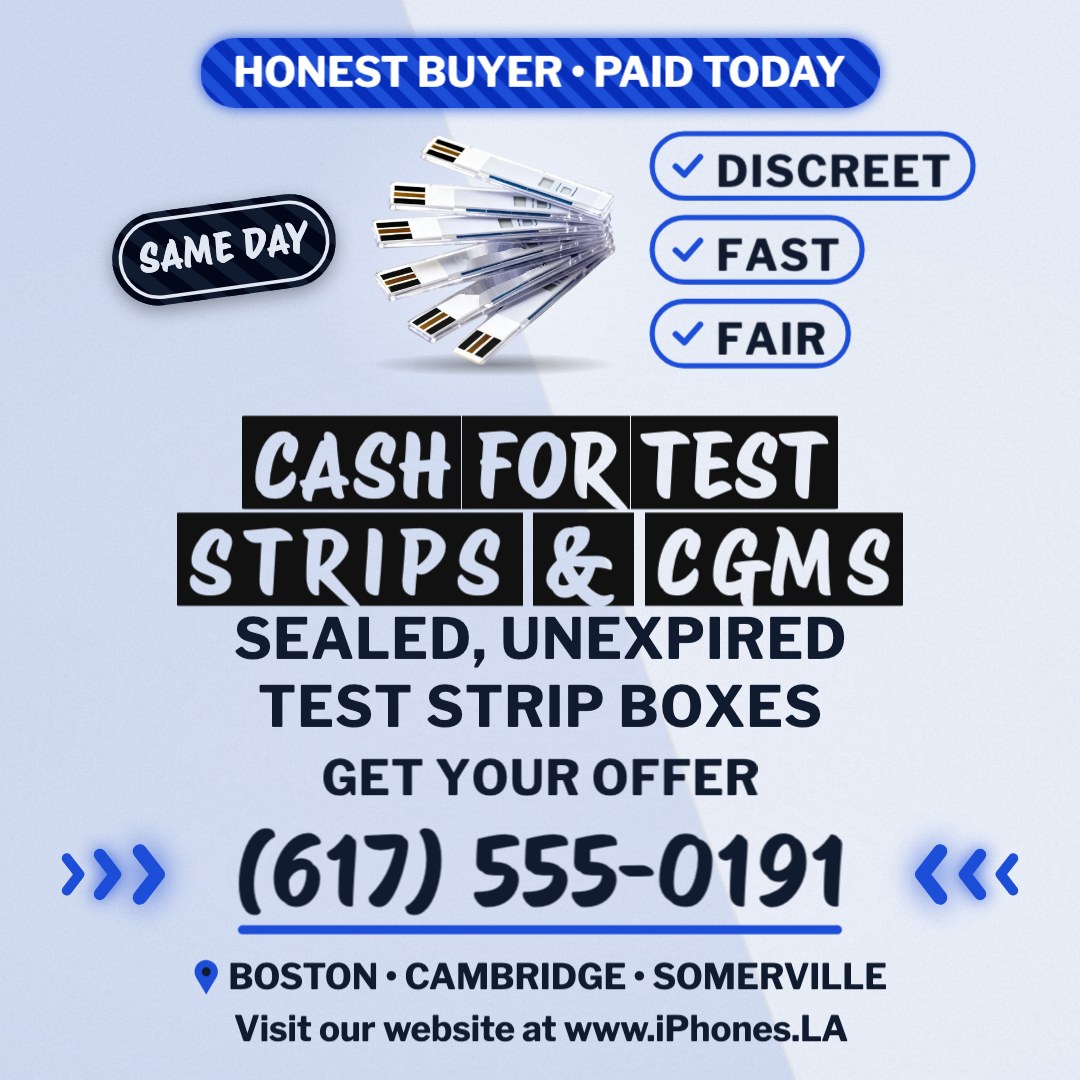 HONEST BUYER • PAID TODAY
SAME DAY
DISCREET
FAST
FAIR
CASH FOR TEST
STRIPS & CGMS
SEALED, UNEXPIRED
TEST STRIP BOXES
GET YOUR OFFER
(617) 555-0191
BOSTON • CAMBRIDGE • SOMERVILLE
Visit our website at www.iPhones.LA